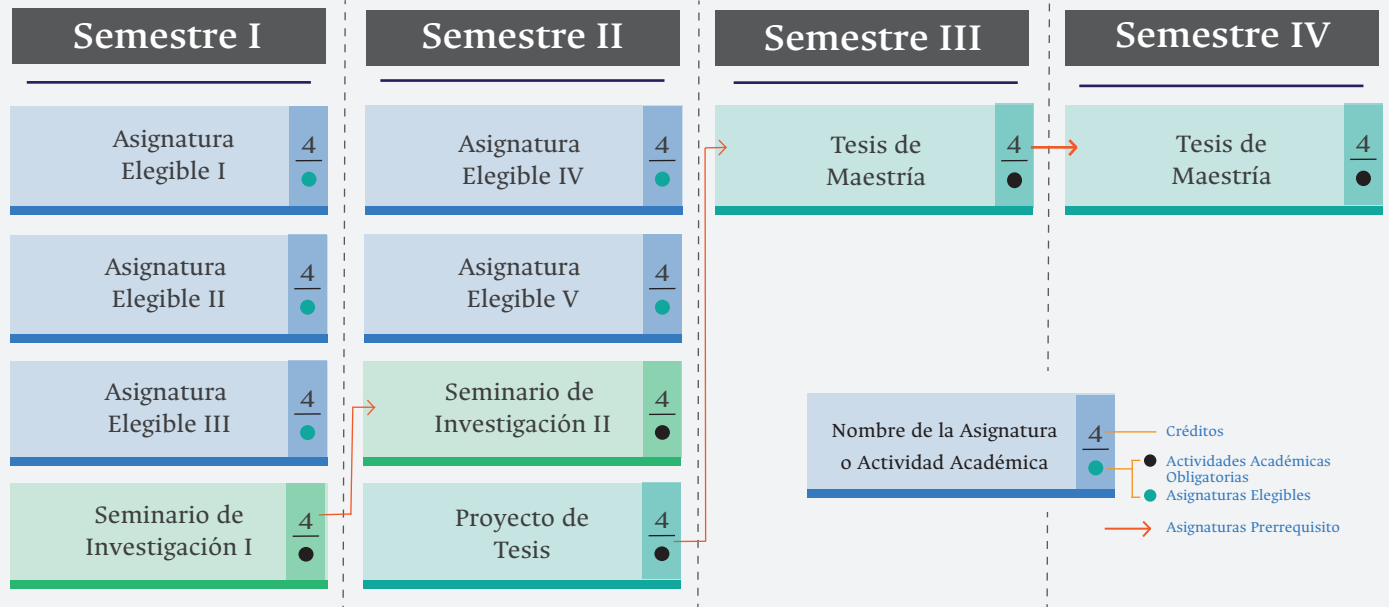 Semestre I
Asignatura
Elegible I
4
Asignatura
Elegible II
4
Asignatura
Elegible III
4
Seminario de
Investigación I
4
Semestre II
Asignatura
Elegible IV
4
Asignatura
Elegible V
4
Seminario de
Investigación II
4
Proyecto de
Tesis
4
Semestre III
Tesis de
Maestría
4
Semestre IV
Tesis de
Maestría
4
Nombre de la Asignatura
o Actividad Académica
4
Créditos
Actividades Académicas
Obligatorias
Asignaturas Elegibles
Asignaturas Prerrequisito